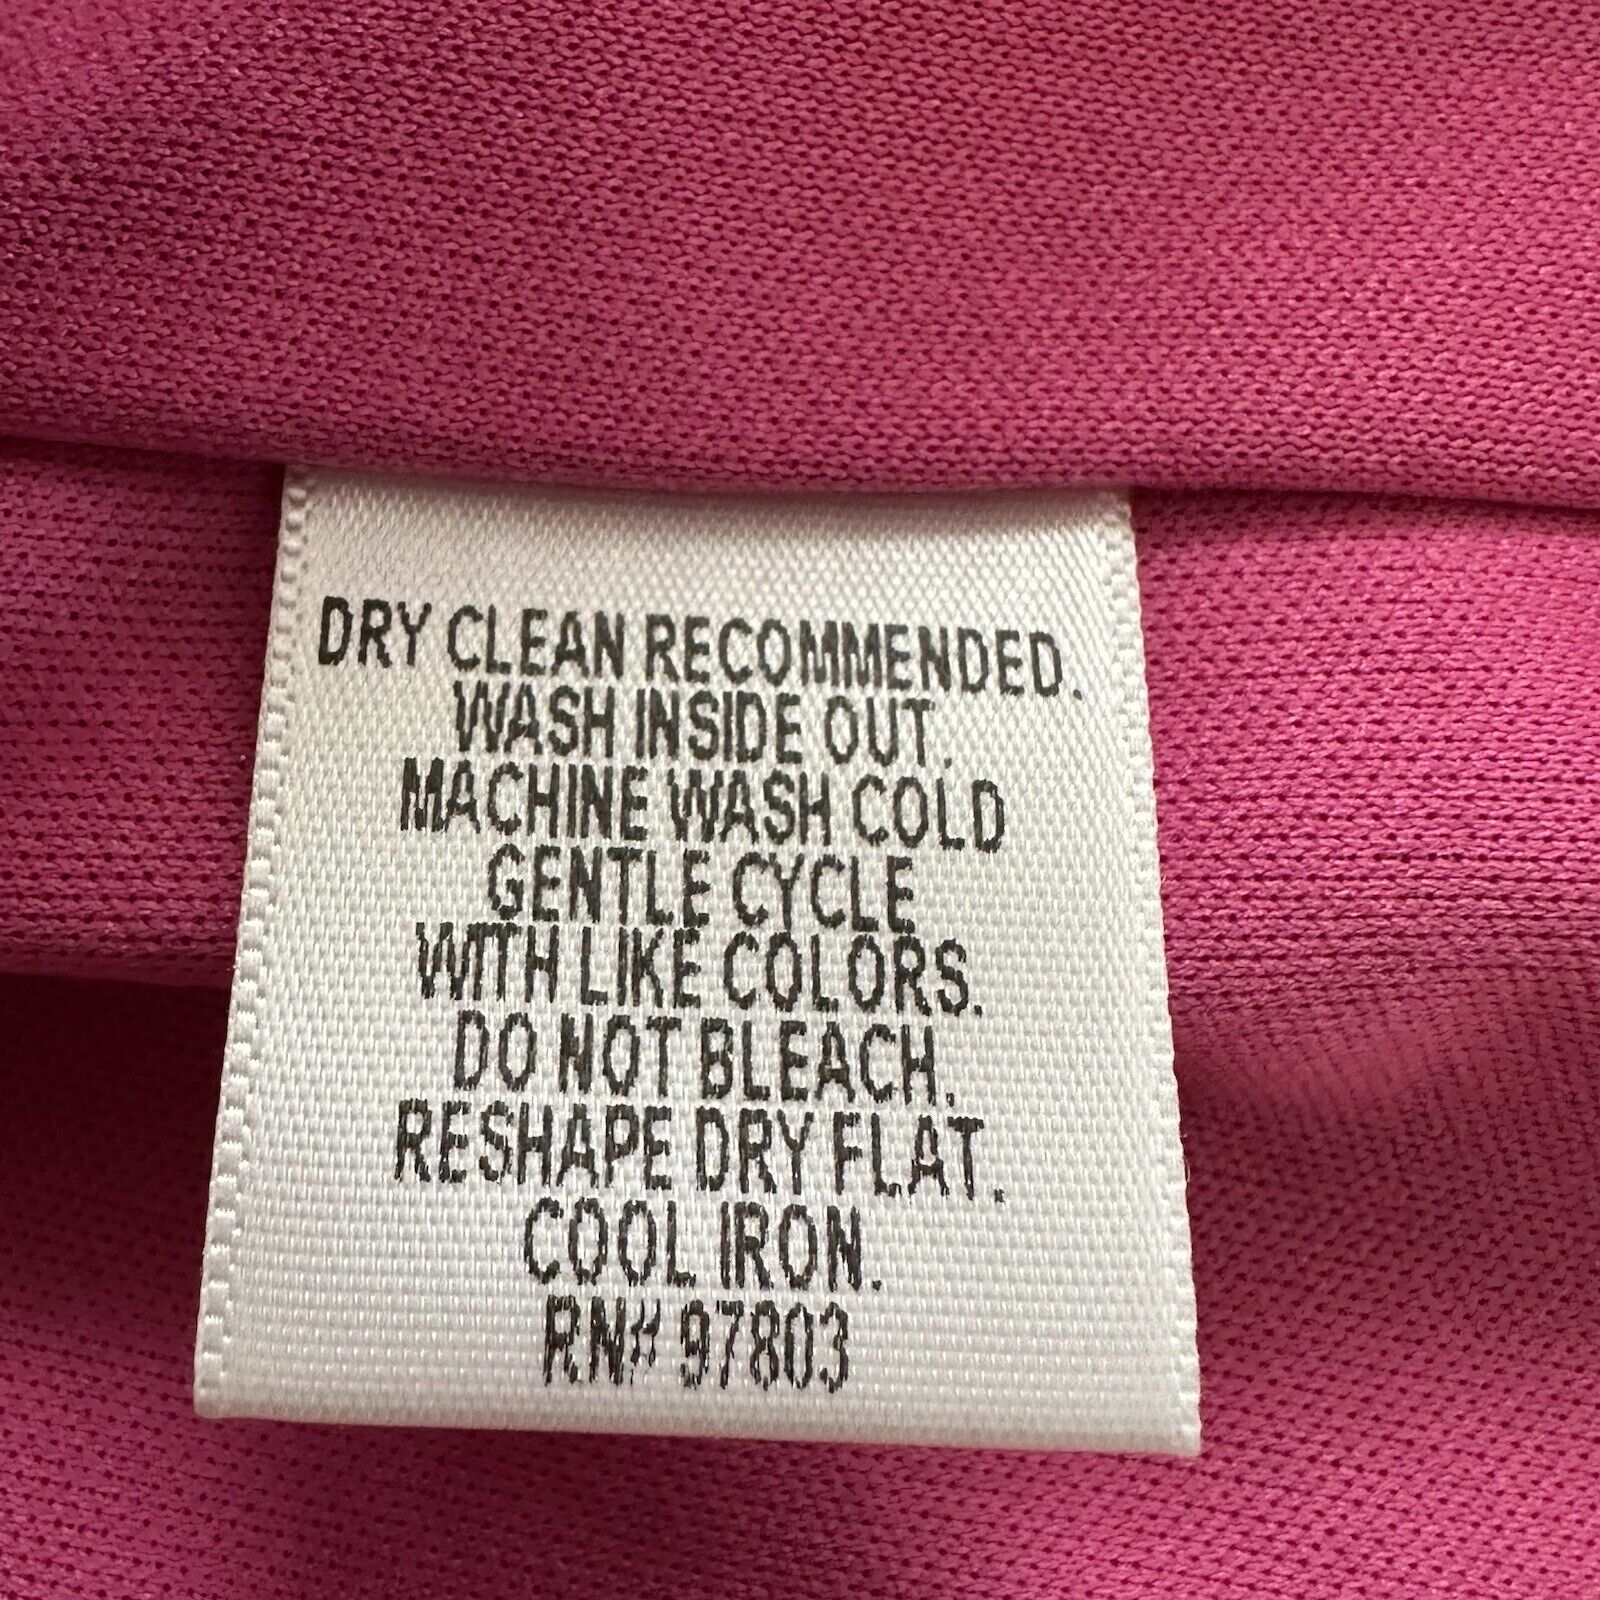 DRY CLEAN RECOMMENDED.
WASH INSIDE OUT.
MACHINE WASH COLD
GENTLE CYCLE
WITH LIKE COLORS.
DO NOT BLEACH.
RESHAPE DRY FLAT.
COOL IRON.
RN# 97803